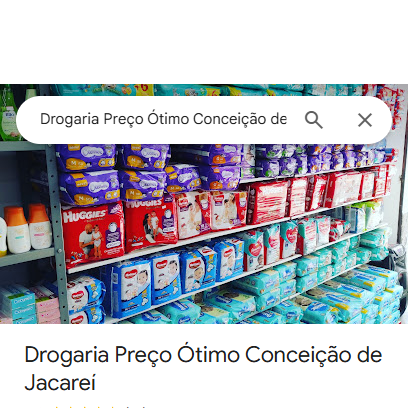 Drogaria Preço Ótimo Conceição de
HUGGIES
Drogaria Preço Ótimo Conceição de
Jacareí